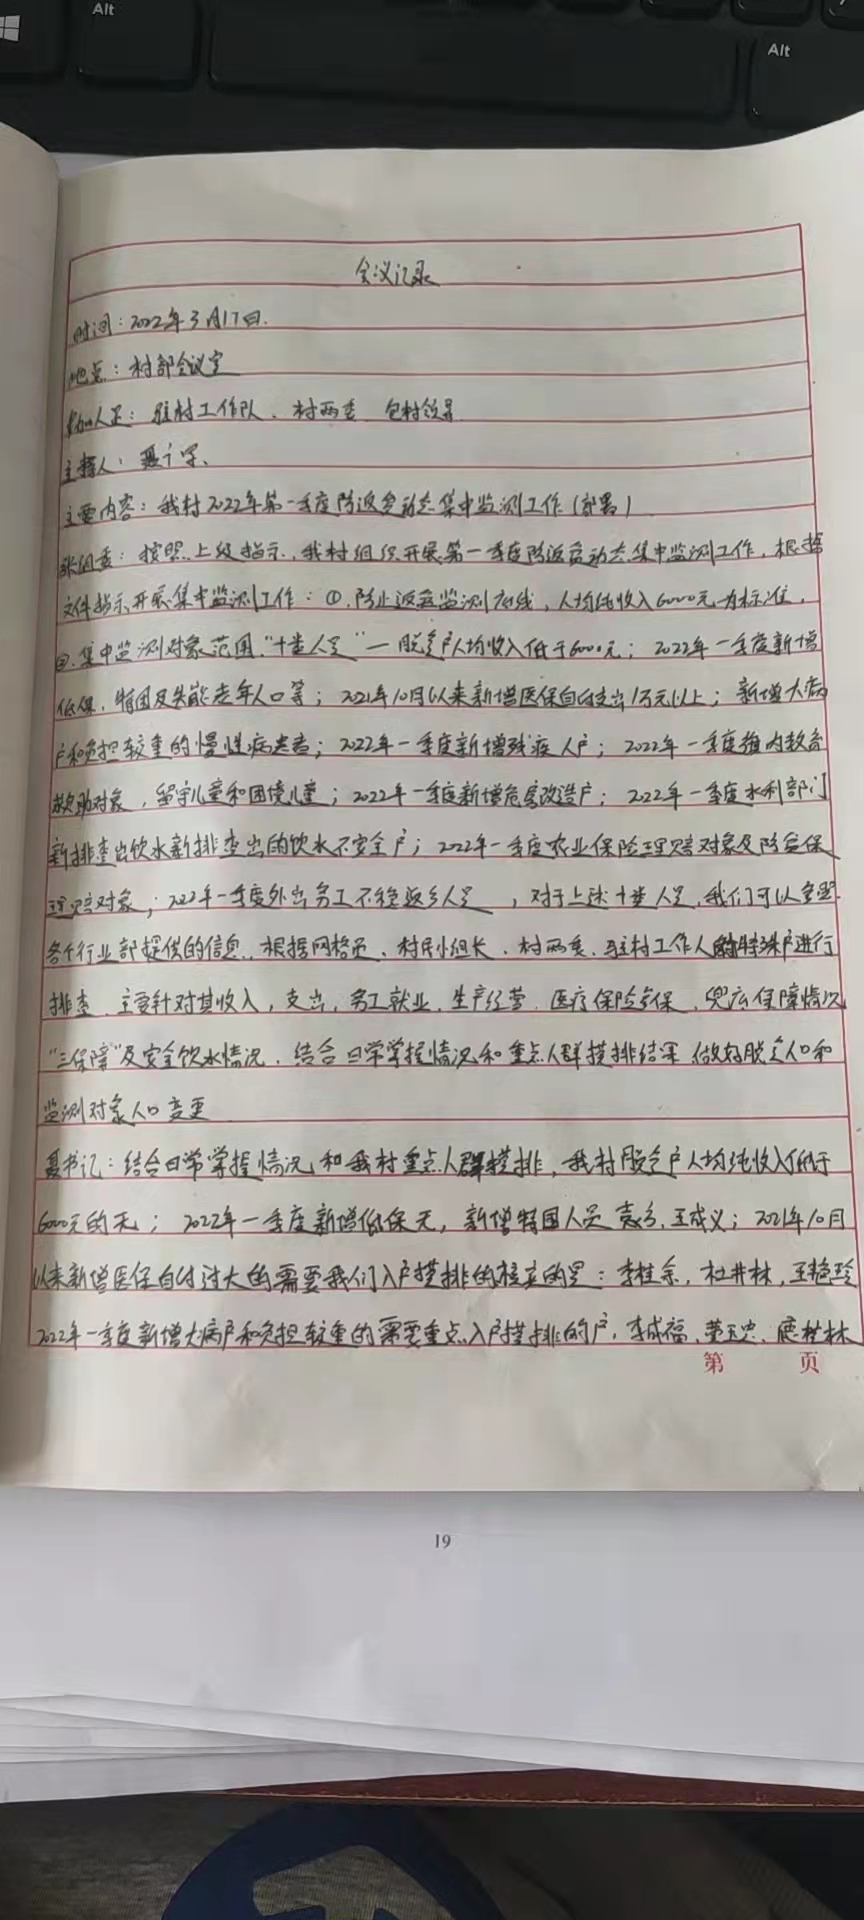 Alt
Alt
会议记录
时间：2022年3月17日.
地点：村部会议室
参加人员：驻村工作队、村两委 包村领导
主持人：聂
主要内容：我村2022年第一季度防返贫动态集中监测工作（部署）
张组委：按照上级指示，我村组织开展第一季度防返贫动态集中监测工作，根据
文件指示开展集中监测工作：①.防止返贫监测底线，人均纯收入6000元为标准，
②.集中监测对象范围."十类人员"—脱贫户人均收入低于6000元；2022年一季度新增
低保，特困及失能老年人口等；2021年10月以来新增医保自付支出1万元以上；新增大病
户和负担较重的慢性病患者；2022年一季度新增残疾人户；2022年一季度雍内教育
救助对象，留守儿童和困境儿童；2022年一季度新增危房改造户；2022年一季度水利部门
新排查出饮水新排查出的饮水不安全户；2022年一季度农业保险理赔对象及防贫保
理赔对象；2022年一季度外出务工不稳返乡人员，对于上述十类人员，我们可以参照
各个行业部提供的信息、根据网格员、村民小组长、村两委、驻村工作人的特殊户进行
排查 主要针对其收入，支出，务工就业，生产经营、医疗保险参保、兜底保障情况
"三保障"及安全饮水情况、结合日常掌握情况和重点人群摸排结果 做好脱贫人口和
监测对象人口变更
聂书记：结合日常掌握情况，和我村重点人群摸排，我村脱贫户人均纯收入低于
6000元的无；2022年一季度新增低保无，新增特困人员 王成义；2021年10月
以来新增医保自付过大的需要我们入户摸排的核查的是：李桂余，杜井林，王艳玲
2022年一季度新增大病户和负担较重的需要重点入户摸排的户，李成福、 林
第 页
19